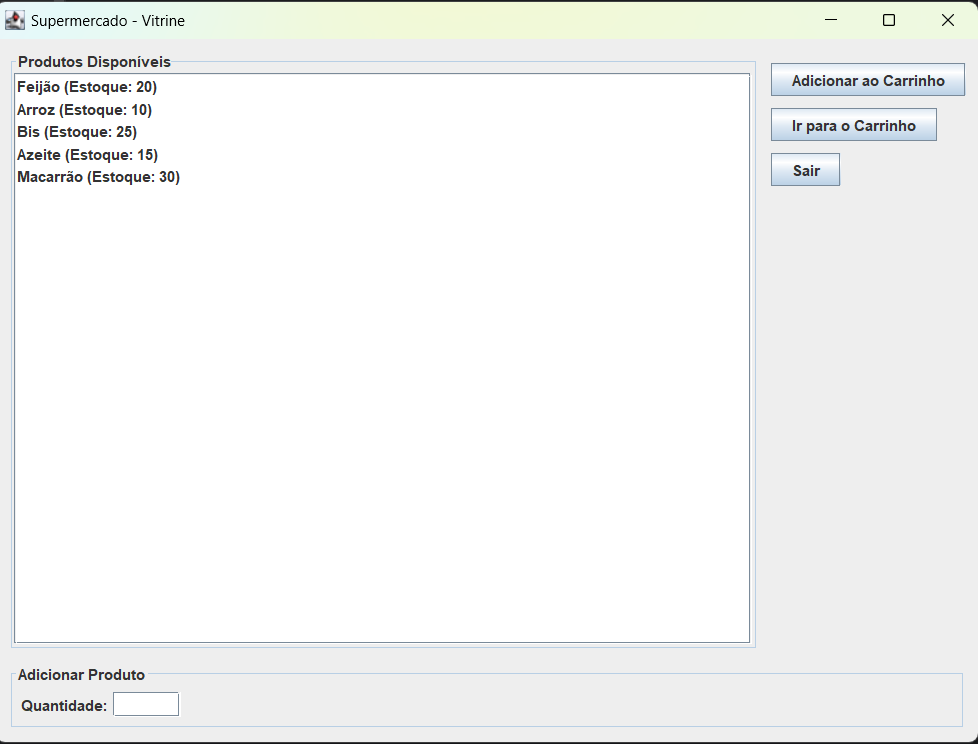 Supermercado - Vitrine
Produtos Disponíveis
Feijão (Estoque: 20)
Arroz (Estoque: 10)
Bis (Estoque: 25)
Azeite (Estoque: 15)
Macarrão (Estoque: 30)
Adicionar ao Carrinho
Ir para o Carrinho
Sair
Adicionar Produto
Quantidade: